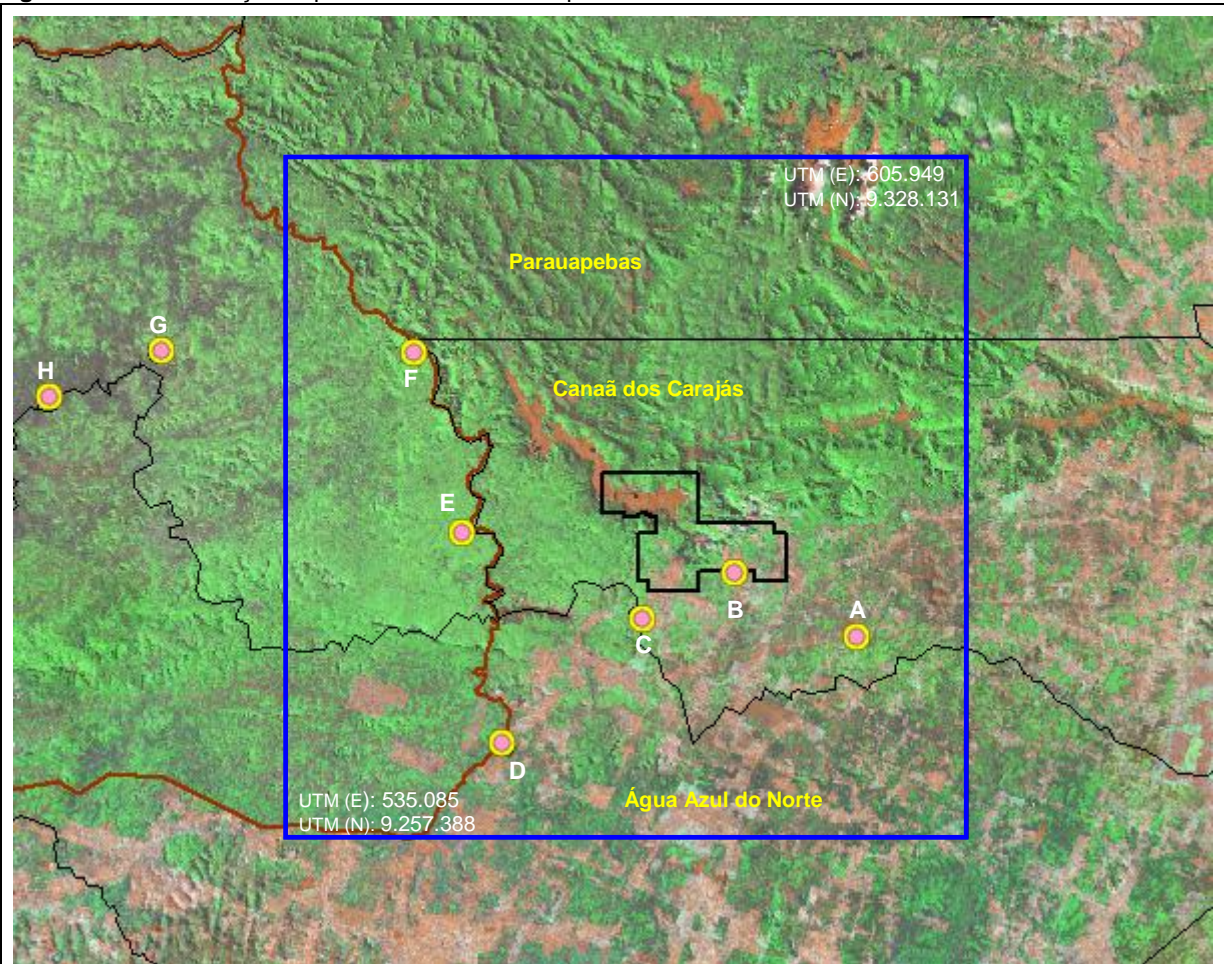 UTM (E): 605.949
UTM (N): 9.328.131
Parauapebas
G
H
F
Canaã dos Carajás
E
B
A
C
D
UTM (E): 535.085
UTM (N): 9.257.388
Água Azul do Norte